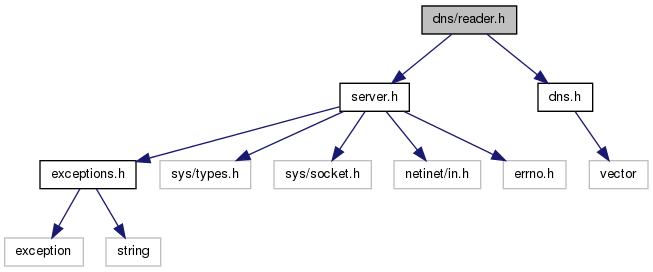 dns/reader.h
server.h
dns.h
exceptions.h
sys/types.h
sys/socket.h
netinet/in.h
errno.h
vector
exception
string